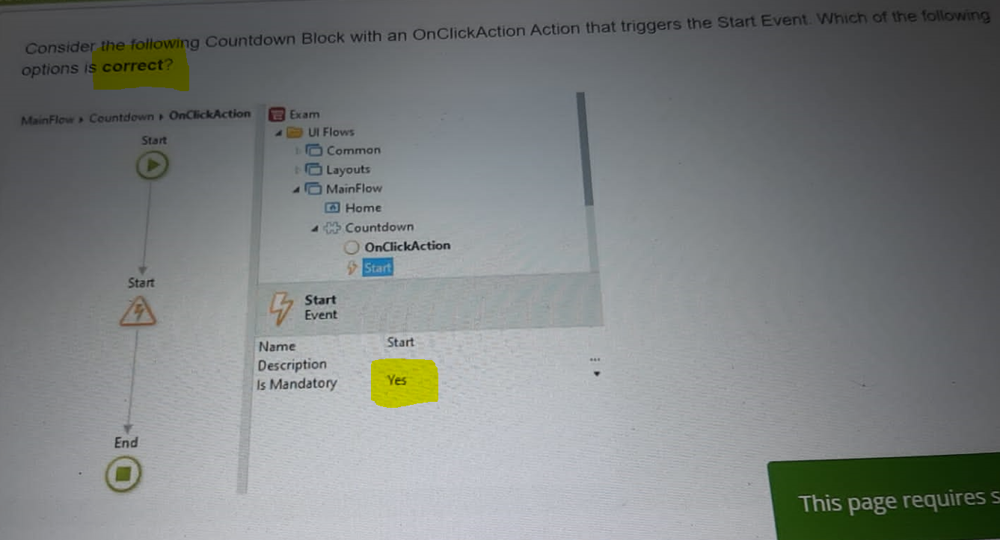 Consider the following Countdown Block with an OnClickAction Action that triggers the Start Event. Which of the following
options is correct?
MainFlow ▸ Countdown ▸ OnClickAction
Start
Start
End
Exam
UI Flows
Common
Layouts
MainFlow
Home
Countdown
OnClickAction
Start
Start
Event
Name Start
Description ...
Is Mandatory Yes
This page requires